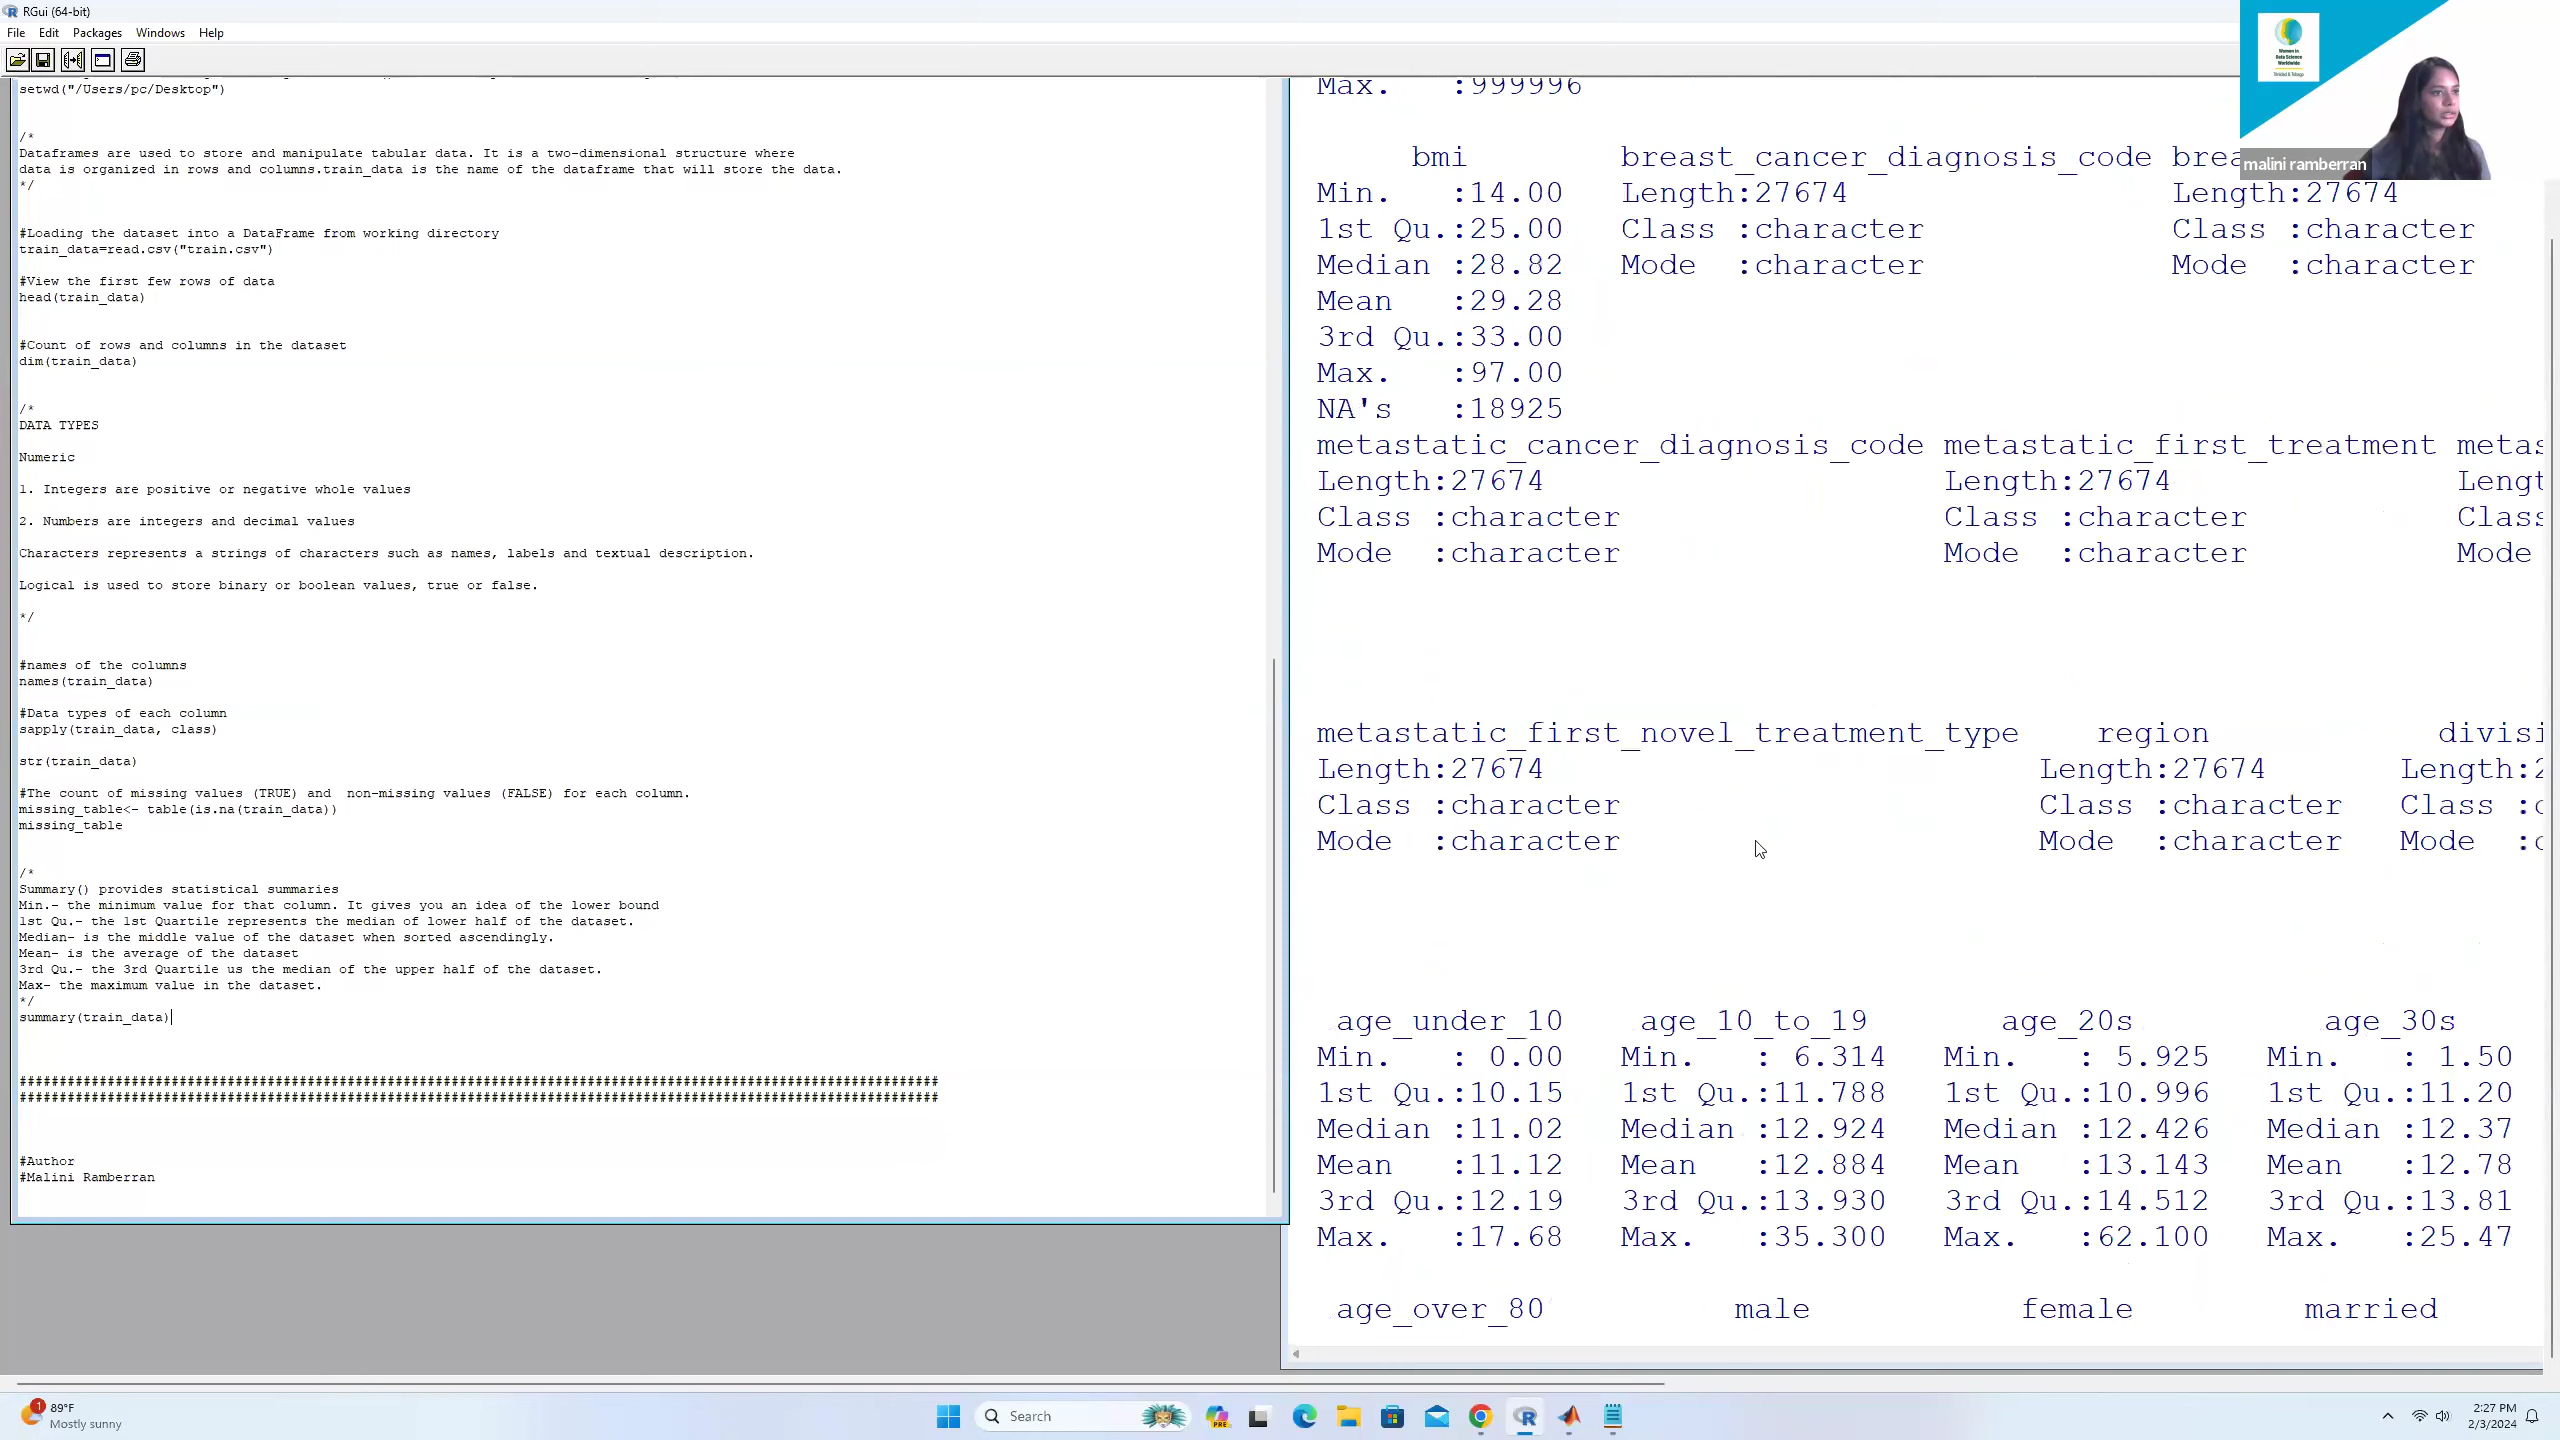 RGui (64-bit)
File Edit Packages Windows Help
setwd("/Users/pc/Desktop")
/*
Dataframes are used to store and manipulate tabular data. It is a two-dimensional structure where
data is organized in rows and columns.train_data is the name of the dataframe that will store the data.
*/
#Loading the dataset into a DataFrame from working directory
train_data=read.csv("train.csv")
#View the first few rows of data
head(train_data)
#Count of rows and columns in the dataset
dim(train_data)
/*
DATA TYPES
Numeric
1. Integers are positive or negative whole values
2. Numbers are integers and decimal values
Characters represents a strings of characters such as names, labels and textual description.
Logical is used to store binary or boolean values, true or false.
*/
#names of the columns
names(train_data)
#Data types of each column
sapply(train_data, class)
str(train_data)
#The count of missing values (TRUE) and  non-missing values (FALSE) for each column.
missing_table<- table(is.na(train_data))
missing_table
/*
Summary() provides statistical summaries
Min.- the minimum value for that column. It gives you an idea of the lower bound
1st Qu.- the 1st Quartile represents the median of lower half of the dataset.
Median- is the middle value of the dataset when sorted ascendingly.
Mean- is the average of the dataset
3rd Qu.- the 3rd Quartile us the median of the upper half of the dataset.
Max- the maximum value in the dataset.
*/
summary(train_data)
###################################################################################################################
###################################################################################################################
#Author
#Malini Ramberran
Max. :999996
bmi breast_cancer_diagnosis_code brea
Min. :14.00 Length:27674 Length:27674
1st Qu.:25.00 Class :character Class :character
Median :28.82 Mode :character Mode :character
Mean :29.28
3rd Qu.:33.00
Max. :97.00
NA's :18925
metastatic_cancer_diagnosis_code metastatic_first_treatment metas
Length:27674 Length:27674 Lengt
Class :character Class :character Class
Mode :character Mode :character Mode
metastatic_first_novel_treatment_type region divisi
Length:27674 Length:27674 Length:2
Class :character Class :character Class :c
Mode :character Mode :character Mode :c
age_under_10 age_10_to_19 age_20s age_30s
Min. : 0.00 Min. : 6.314 Min. : 5.925 Min. : 1.50
1st Qu.:10.15 1st Qu.:11.788 1st Qu.:10.996 1st Qu.:11.20
Median :11.02 Median :12.924 Median :12.426 Median :12.37
Mean :11.12 Mean :12.884 Mean :13.143 Mean :12.78
3rd Qu.:12.19 3rd Qu.:13.930 3rd Qu.:14.512 3rd Qu.:13.81
Max. :17.68 Max. :35.300 Max. :62.100 Max. :25.47
age_over_80 male female married
Women in
Data Science
Worldwide
Trinidad & Tobago
malini ramberran
1
89°F
Mostly sunny
Search
PRE
2:27 PM
2/3/2024